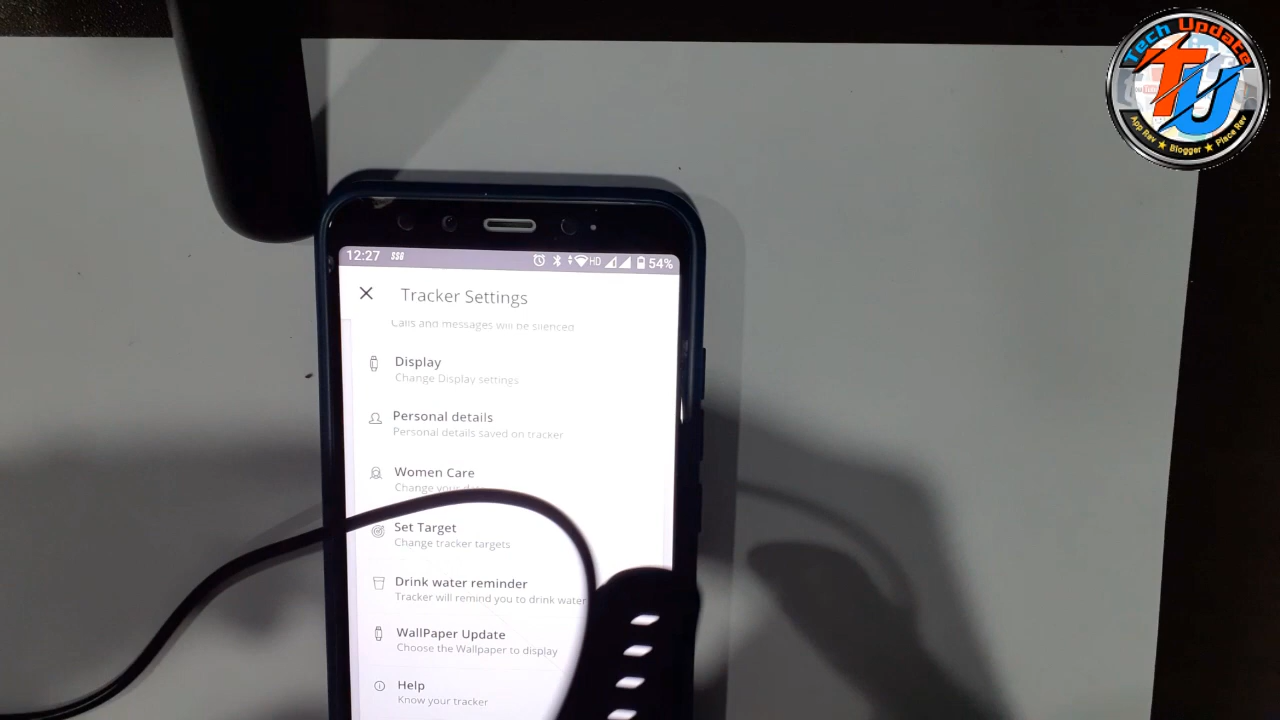 Tech Update
TU
App Rev ★ Blogger ★ Place Rev
12:27
HD
54%
Tracker Settings
Calls and messages will be silenced
Display
Change Display settings
Personal details
Personal details saved on tracker
Women Care
Change your
Set Target
Change tracker targets
Drink water reminder
Tracker will remind you to drink water
WallPaper Update
Choose the Wallpaper to display
Help
Know your tracker